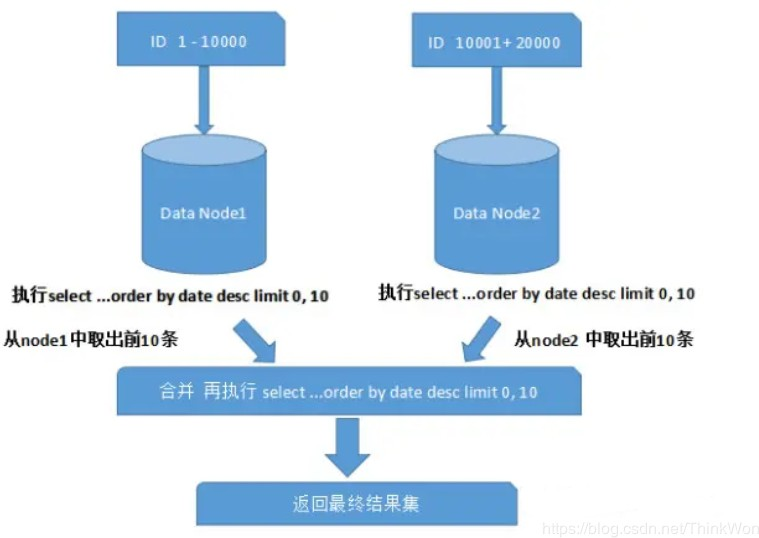 ID 1 - 10000
ID 10001+ 20000
Data Node1
Data Node2
执行select ...order by date desc limit 0, 10
执行select ...order by date desc limit 0, 10
从node1中取出前10条
从node2 中取出前10条
合并 再执行 select ...order by date desc limit 0, 10
返回最终结果集
https://blog.csdn.net/ThinkWon